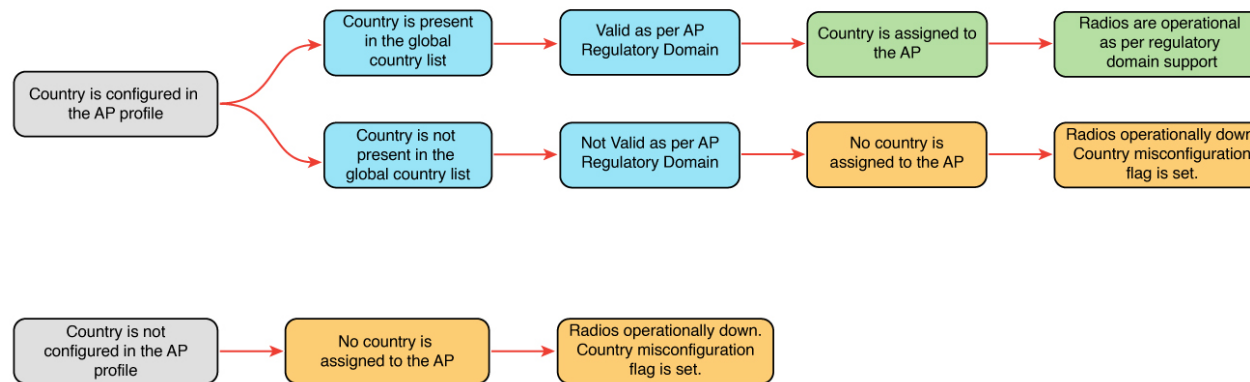 Country is present
in the global
country list
Valid as per AP
Regulatory Domain
Country is assigned to
the AP
Radios are operational
as per regulatory
domain support
Country is configured in
the AP profile
Country is not
present in the
global country list
Not Valid as per AP
Regulatory Domain
No country is
assigned to the AP
Radios operationally down.
Country misconfiguration
flag is set.
Country is not
configured in the AP
profile
No country is
assigned to the AP
Radios operationally down.
Country misconfiguration
flag is set.